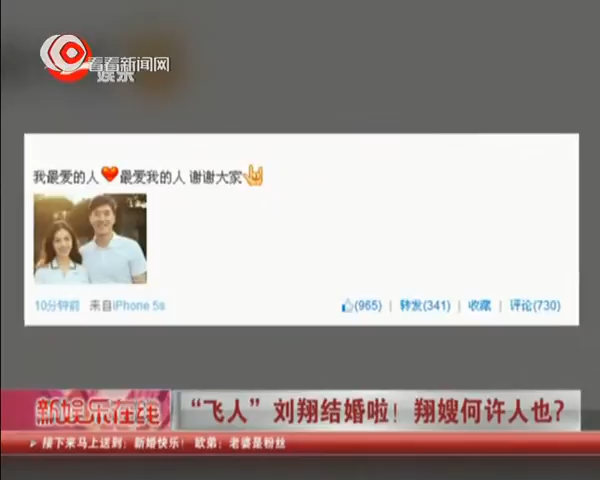 看看新闻网
娱乐
我最爱的人❤最爱我的人 谢谢大家🤘
10分钟前 来自iPhone 5s
(965) | 转发(341) | 收藏 | 评论(730)
新娱乐在线
“飞人”刘翔结婚啦！翔嫂何许人也？
接下来马上送到：新婚快乐！ 欧弟：老婆是粉丝